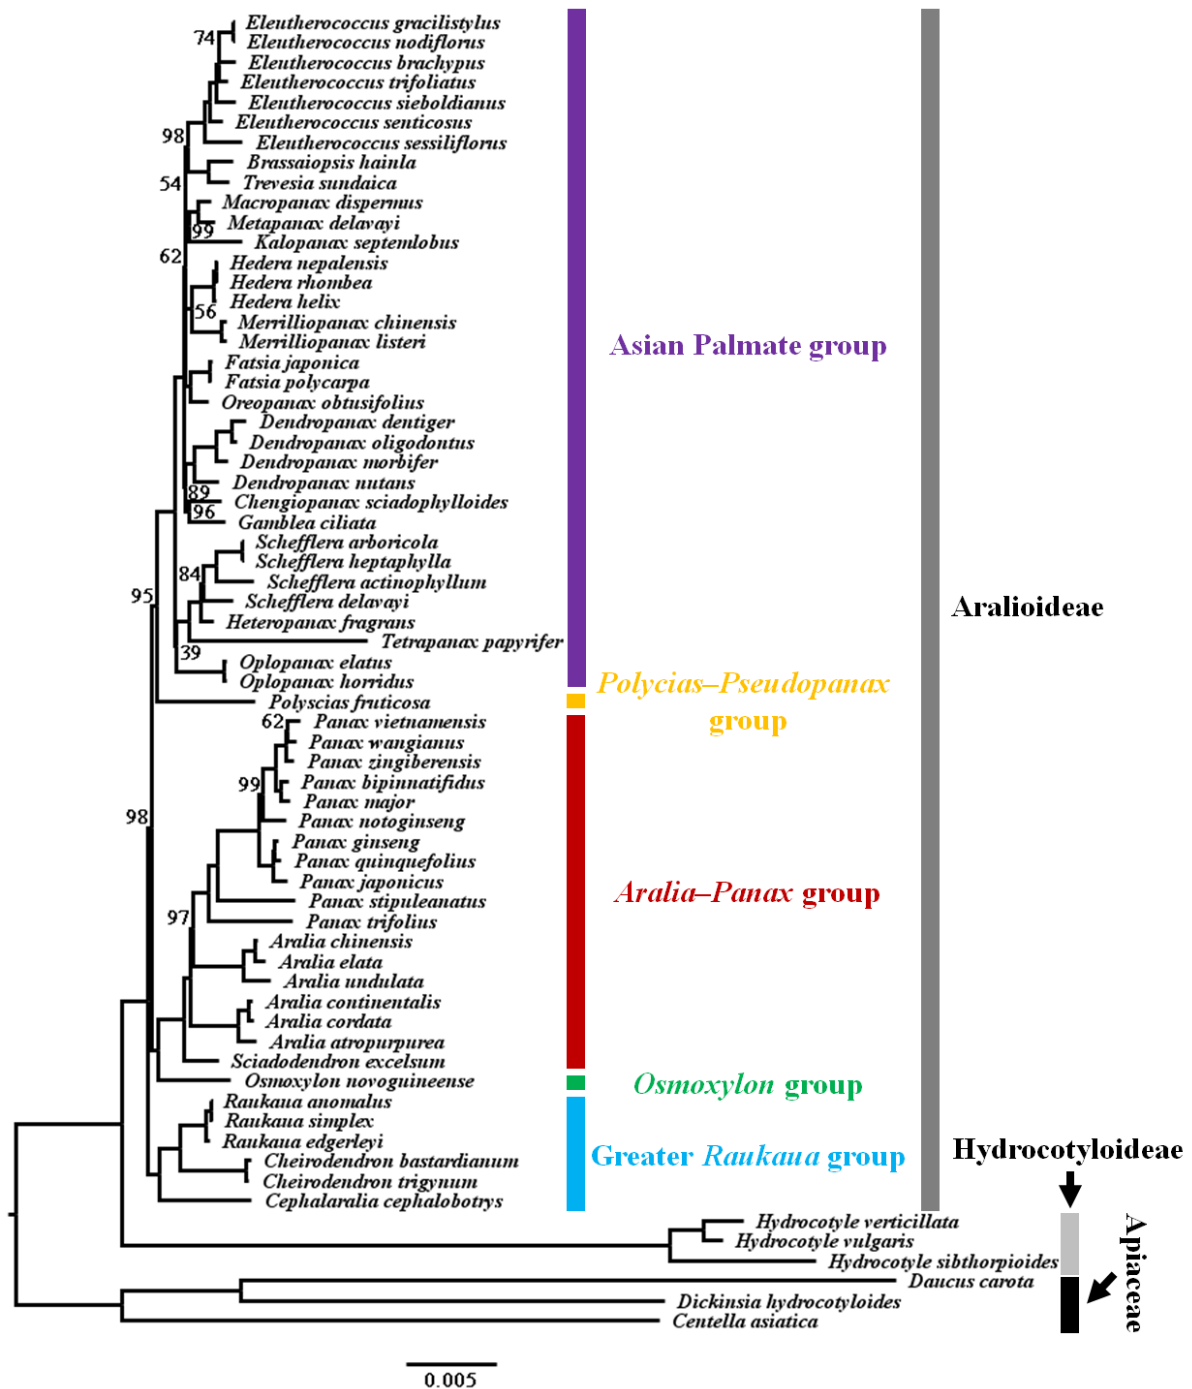 Eleutherococcus gracilistylus
74
Eleutherococcus nodiflorus
Eleutherococcus brachypus
Eleutherococcus trifoliatus
Eleutherococcus sieboldianus
Eleutherococcus senticosus
98
Eleutherococcus sessiliflorus
Brassaiopsis hainla
54
Trevesia sundaica
Macropanax dispermus
Metapanax delavayi
99
Kalopanax septemlobus
62
Hedera nepalensis
Hedera rhombea
Hedera helix
56
Merrilliopanax chinensis
Merrilliopanax listeri
Asian Palmate group
Fatsia japonica
Fatsia polycarpa
Oreopanax obtusifolius
Dendropanax dentiger
Dendropanax oligodontus
Dendropanax morbifer
Dendropanax nutans
89
Chengiopanax sciadophylloides
96
Gamblea ciliata
Schefflera arboricola
Schefflera heptaphylla
84
Schefflera actinophyllum
95
Schefflera delavayi
Aralioideae
Heteropanax fragrans
Tetrapanax papyrifer
39
Oplopanax elatus
Oplopanax horridus
Polycias–Pseudopanax
group
Polyscias fruticosa
62
Panax vietnamensis
Panax wangianus
Panax zingiberensis
99
Panax bipinnatifidus
Panax major
98
Panax notoginseng
Panax ginseng
Panax quinquefolius
Panax japonicus
Aralia–Panax group
Panax stipuleanatus
97
Panax trifolius
Aralia chinensis
Aralia elata
Aralia undulata
Aralia continentalis
Aralia cordata
Aralia atropurpurea
Sciadodendron excelsum
Osmoxylon novoguineense
Osmoxylon group
Raukaua anomalus
Raukaua simplex
Raukaua edgerleyi
Hydrocotyloideae
Greater Raukaua group
Cheirodendron bastardianum
Cheirodendron trigynum
Cephalaralia cephalobotrys
Hydrocotyle verticillata
Hydrocotyle vulgaris
Hydrocotyle sibthorpioides
Apiaceae
Daucus carota
Dickinsia hydrocotyloides
Centella asiatica
0.005